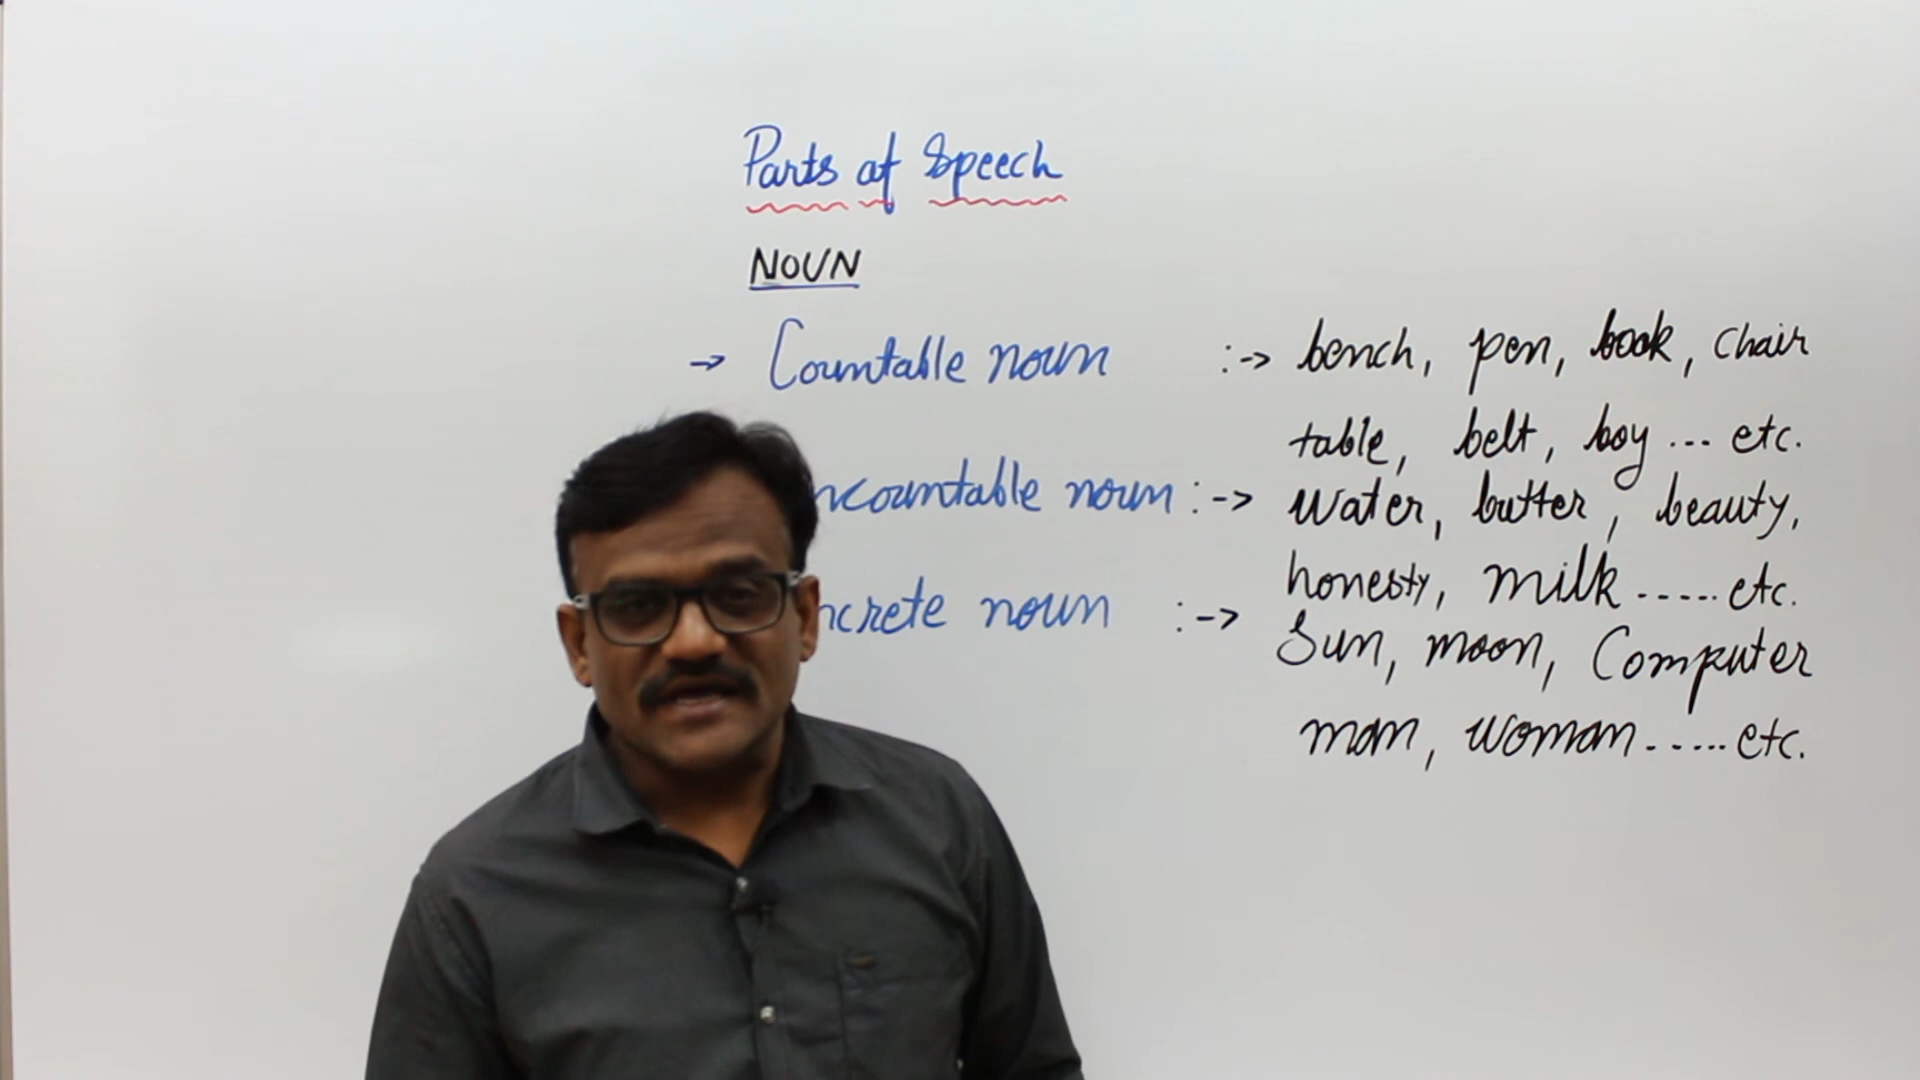 Parts of Speech
NOUN
→ Countable noun :→ bench, pen, book, chair
table, belt, boy ... etc.
ncountable noun :→ water, butter, beauty,
honesty, milk ..... etc.
ncrete noun :→ Sun, moon, Computer
man, woman ..... etc.